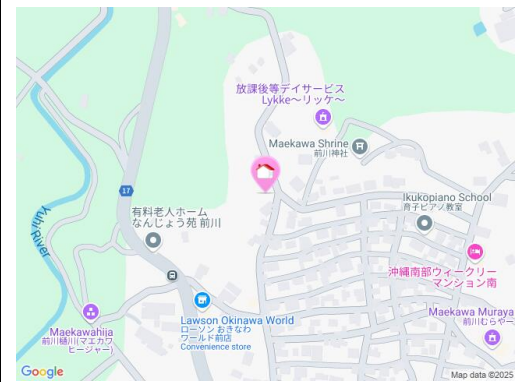 放課後等デイサービス
Lykke～リッケ～
Maekawa Shrine
前川神社
17
有料老人ホーム
なんじょう苑 前川
Ikukopiano School
育子ピアノ教室
Yuhi River
沖縄南部ウィークリー
マンション南
Lawson Okinawa World
ローソン おきなわ
ワールド前店
Convenience store
Maekawahija
前川樋川(マエカワ
ヒージャー)
Maekawa Muraya
前川むらやー
Google
Map data ©2025